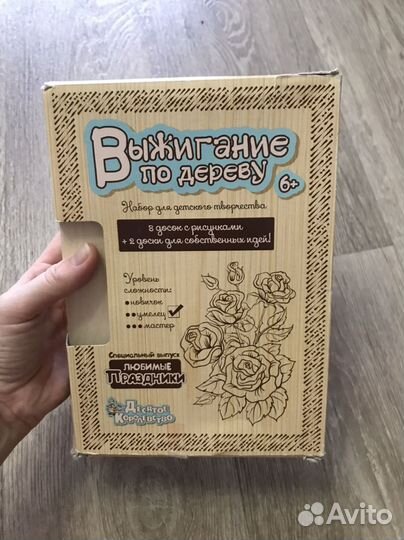 Выжигание
по дереву
6+
Набор для детского творчества
8 досок с рисунками
+ 2 доски для собственных идей!
Уровень
сложности:
новичок
умелец
мастер
Специальный выпуск
Любимые
Праздники
Десятое
Королевство
Avito